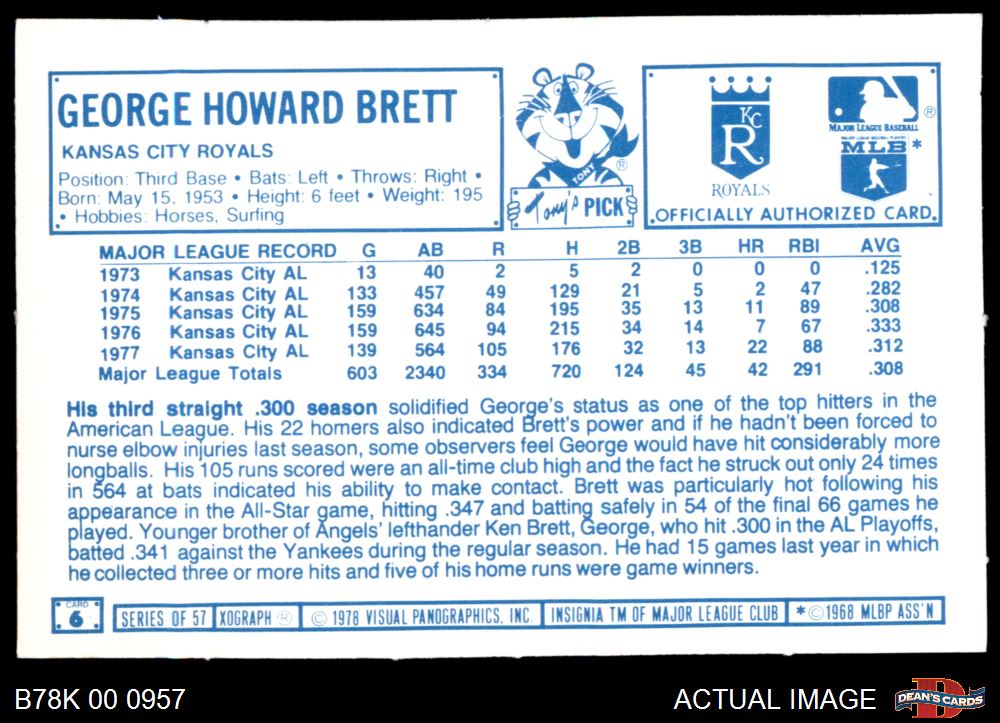 GEORGE HOWARD BRETT
KANSAS CITY ROYALS
Position: Third Base • Bats: Left • Throws: Right •
Born: May 15, 1953 • Height: 6 feet • Weight: 195
• Hobbies: Horses, Surfing
TONY
®
Tony's PICK
KC
R
ROYALS
®
MAJOR LEAGUE BASEBALL
MAJOR LEAGUE BASEBALL PLAYERS
MLB*
OFFICIALLY AUTHORIZED CARD.
MAJOR LEAGUE RECORD G AB R H 2B 3B HR RBI AVG
1973 Kansas City AL 13 40 2 5 2 0 0 0 .125
1974 Kansas City AL 133 457 49 129 21 5 2 47 .282
1975 Kansas City AL 159 634 84 195 35 13 11 89 .308
1976 Kansas City AL 159 645 94 215 34 14 7 67 .333
1977 Kansas City AL 139 564 105 176 32 13 22 88 .312
Major League Totals 603 2340 334 720 124 45 42 291 .308
His third straight .300 season solidified George's status as one of the top hitters in the
American League. His 22 homers also indicated Brett's power and if he hadn't been forced to
nurse elbow injuries last season, some observers feel George would have hit considerably more
longballs. His 105 runs scored were an all-time club high and the fact he struck out only 24 times
in 564 at bats indicated his ability to make contact. Brett was particularly hot following his
appearance in the All-Star game, hitting .347 and batting safely in 54 of the final 66 games he
played. Younger brother of Angels' lefthander Ken Brett, George, who hit .300 in the AL Playoffs,
batted .341 against the Yankees during the regular season. He had 15 games last year in which
he collected three or more hits and five of his home runs were game winners.
CARD
6
SERIES OF 57 XOGRAPH ® © 1978 VISUAL PANOGRAPHICS, INC. INSIGNIA TM OF MAJOR LEAGUE CLUB *©1968 MLBP ASS'N
B78K 00 0957
ACTUAL IMAGE
DEAN'S CARDS